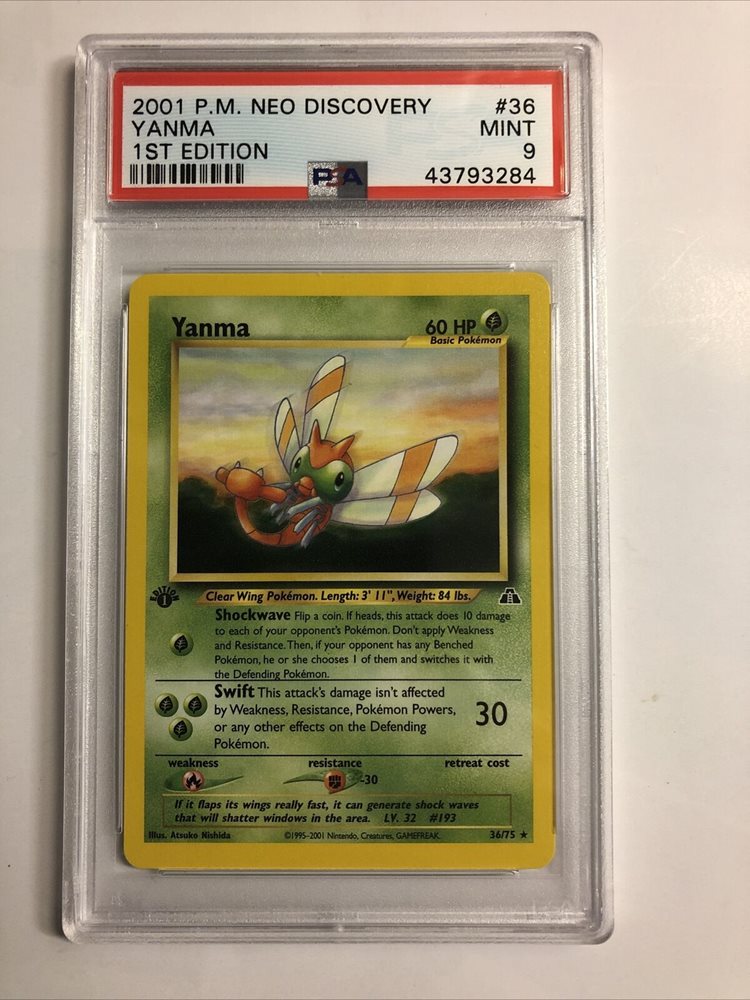 2001 P.M. NEO DISCOVERY #36
YANMA MINT
1ST EDITION 9
PSA 43793284
Yanma 60 HP
Basic Pokémon
EDITION
1
Clear Wing Pokémon. Length: 3' 11", Weight: 84 lbs.
Shockwave Flip a coin. If heads, this attack does 10 damage
to each of your opponent's Pokémon. Don't apply Weakness
and Resistance. Then, if your opponent has any Benched
Pokémon, he or she chooses 1 of them and switches it with
the Defending Pokémon.
Swift This attack's damage isn't affected
by Weakness, Resistance, Pokémon Powers, 30
or any other effects on the Defending
Pokémon.
weakness resistance retreat cost
-30
If it flaps its wings really fast, it can generate shock waves
that will shatter windows in the area. LV. 32 #193
Illus. Atsuko Nishida ©1995-2001 Nintendo, Creatures, GAMEFREAK. 36/75 ★